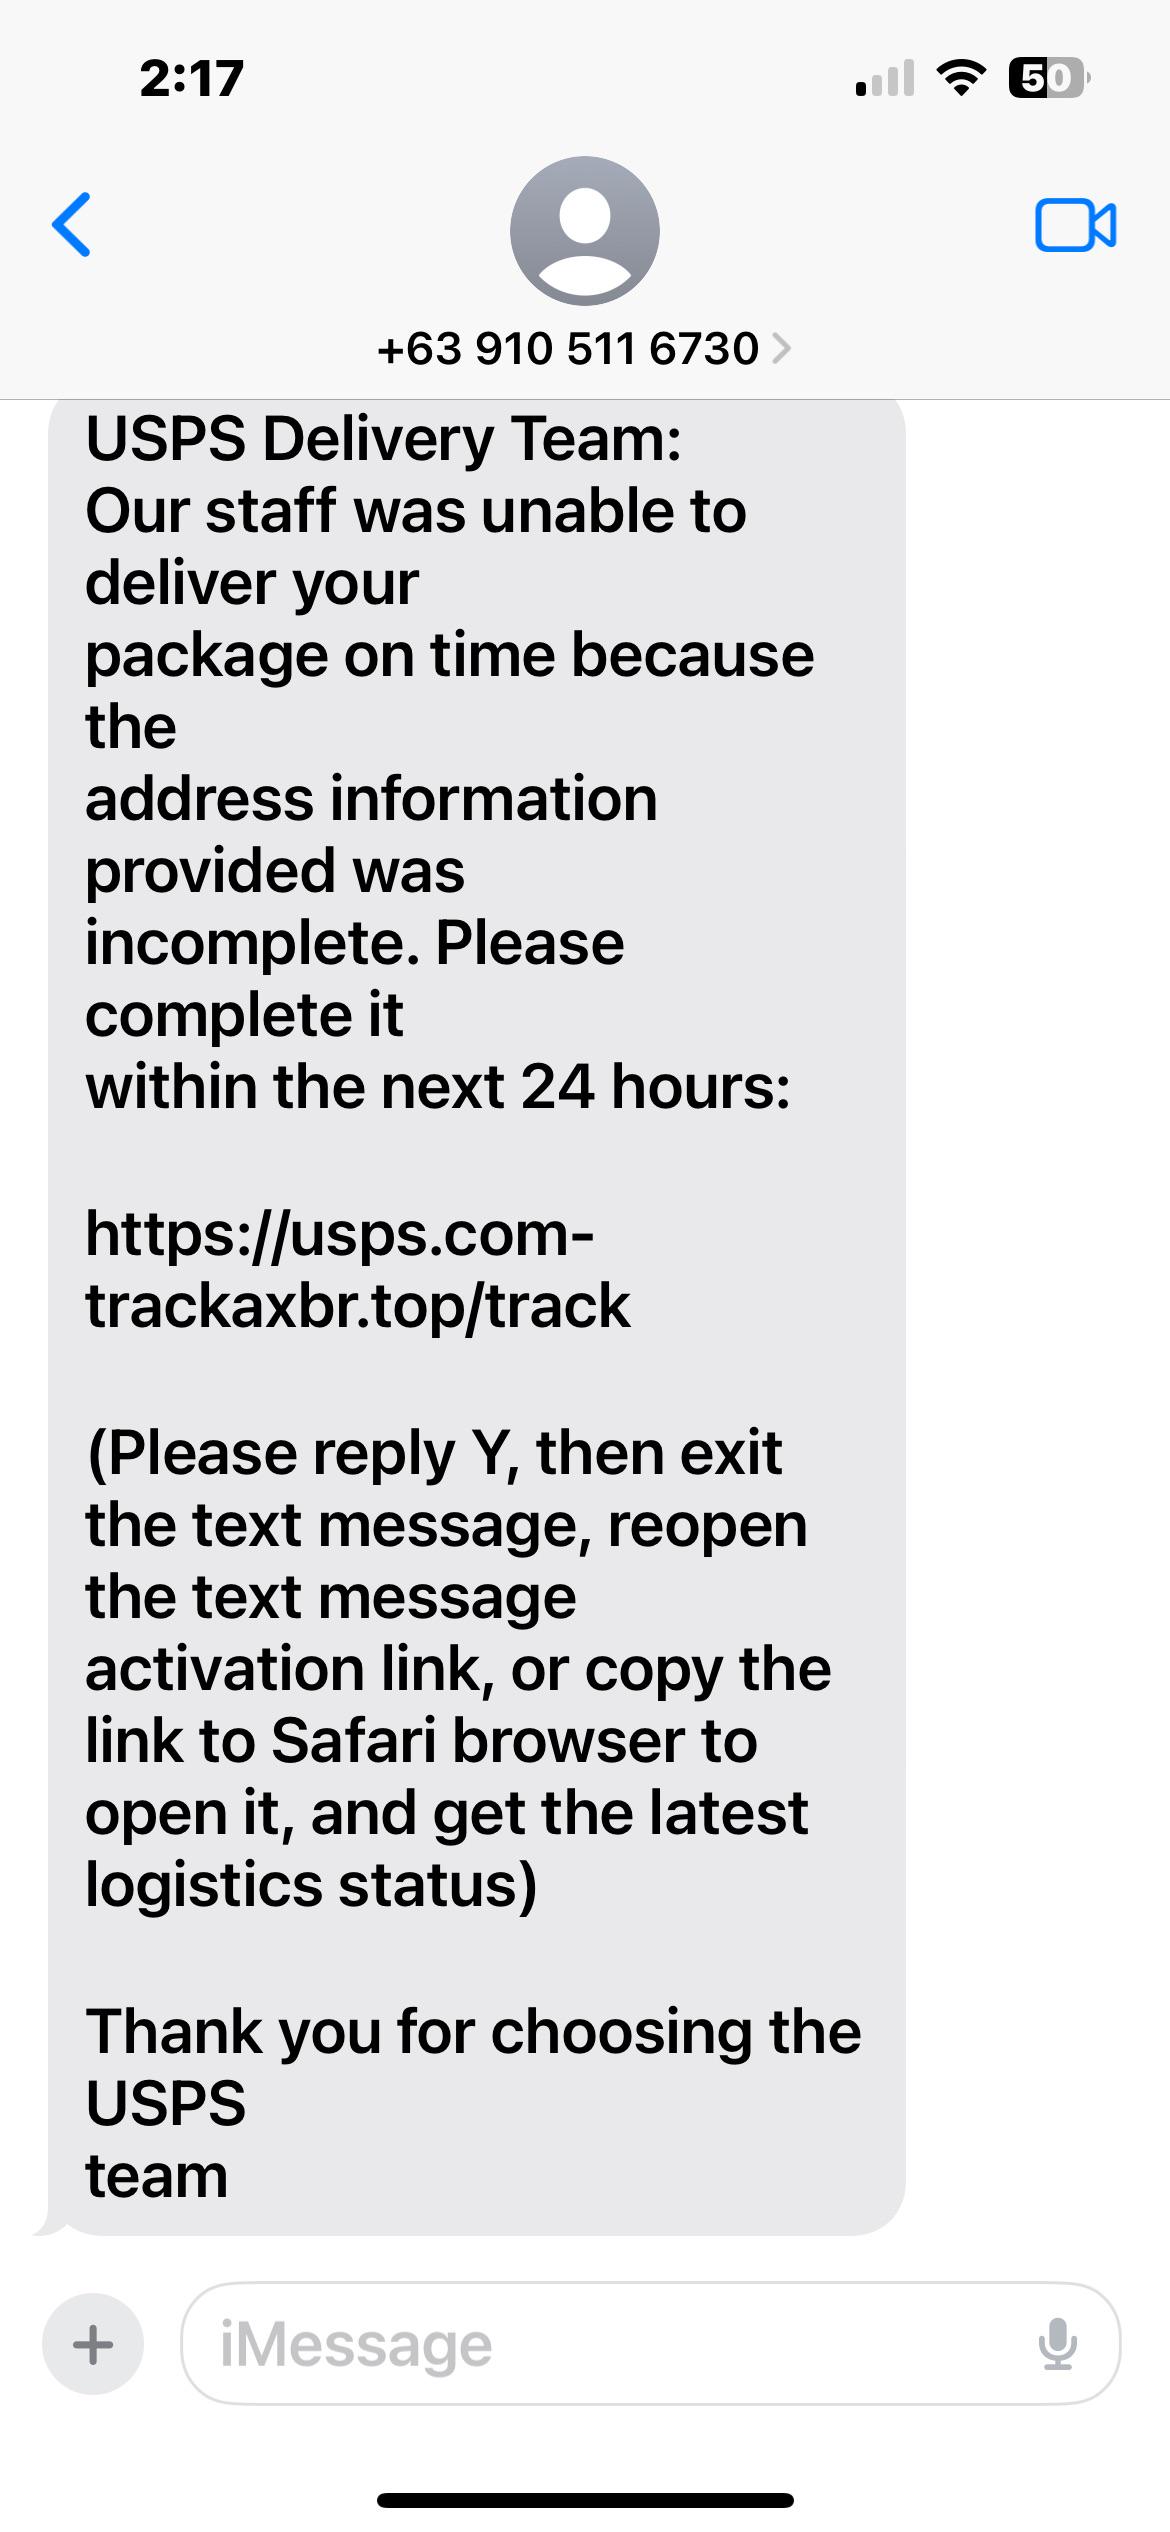 2:17
50
+63 910 511 6730
USPS Delivery Team:
Our staff was unable to
deliver your
package on time because
the
address information
provided was
incomplete. Please
complete it
within the next 24 hours:
https://usps.com-
trackaxbr.top/track
(Please reply Y, then exit
the text message, reopen
the text message
activation link, or copy the
link to Safari browser to
open it, and get the latest
logistics status)
Thank you for choosing the
USPS
team
iMessage